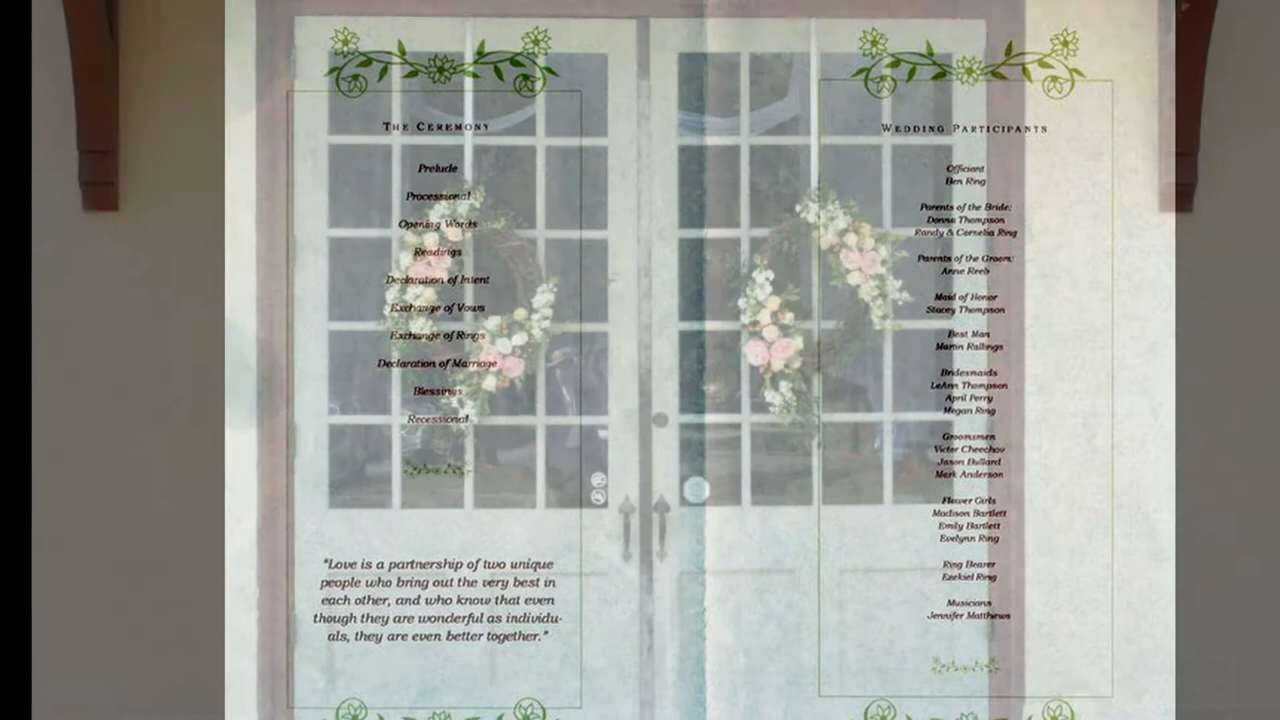 THE CEREMONY
Prelude
Processional
Opening Words
Readings
Declaration of Intent
Exchange of Vows
Exchange of Rings
Declaration of Marriage
Blessings
Recessional
"Love is a partnership of two unique
people who bring out the very best in
each other, and who know that even
though they are wonderful as individu-
als, they are even better together."
WEDDING PARTICIPANTS
Officiant
Ben Ring
Parents of the Bride:
Donna Thompson
Randy & Cornelia Ring
Parents of the Groom:
Anne Reeb
Maid of Honor
Stacey Thompson
Best Man
Martin Rallings
Bridesmaids
LeAnn Thompson
April Perry
Megan Ring
Groomsmen
Victor Cheechov
Jason Bullard
Mark Anderson
Flower Girls
Madison Bartlett
Emily Bartlett
Evelynn Ring
Ring Bearer
Ezekiel Ring
Musicians
Jennifer Matthews